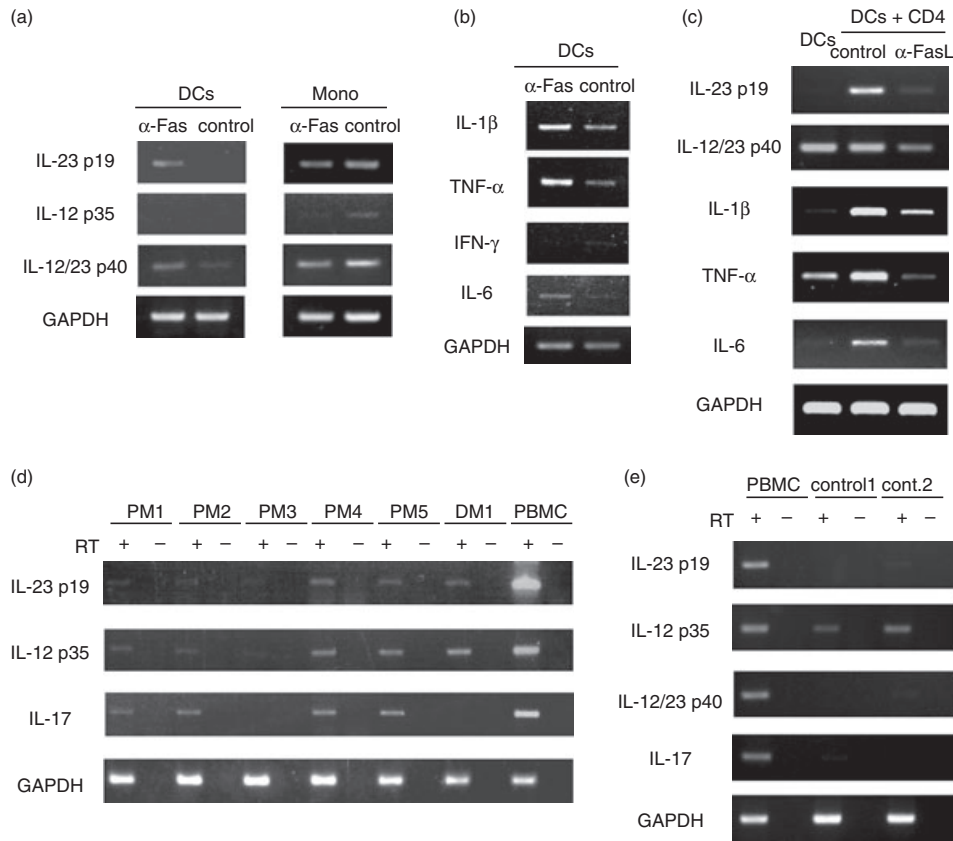 (a)
DCs Mono
α-Fas control α-Fas control
IL-23 p19
IL-12 p35
IL-12/23 p40
GAPDH
(b)
DCs
α-Fas control
IL-1β
TNF-α
IFN-γ
IL-6
GAPDH
(c)
DCs + CD4
DCs control α-FasL
IL-23 p19
IL-12/23 p40
IL-1β
TNF-α
IL-6
GAPDH
(d)
PM1 PM2 PM3 PM4 PM5 DM1 PBMC
RT + − + − + − + − + − + − + −
IL-23 p19
IL-12 p35
IL-17
GAPDH
(e)
PBMC control1 cont.2
RT + − + − + −
IL-23 p19
IL-12 p35
IL-12/23 p40
IL-17
GAPDH